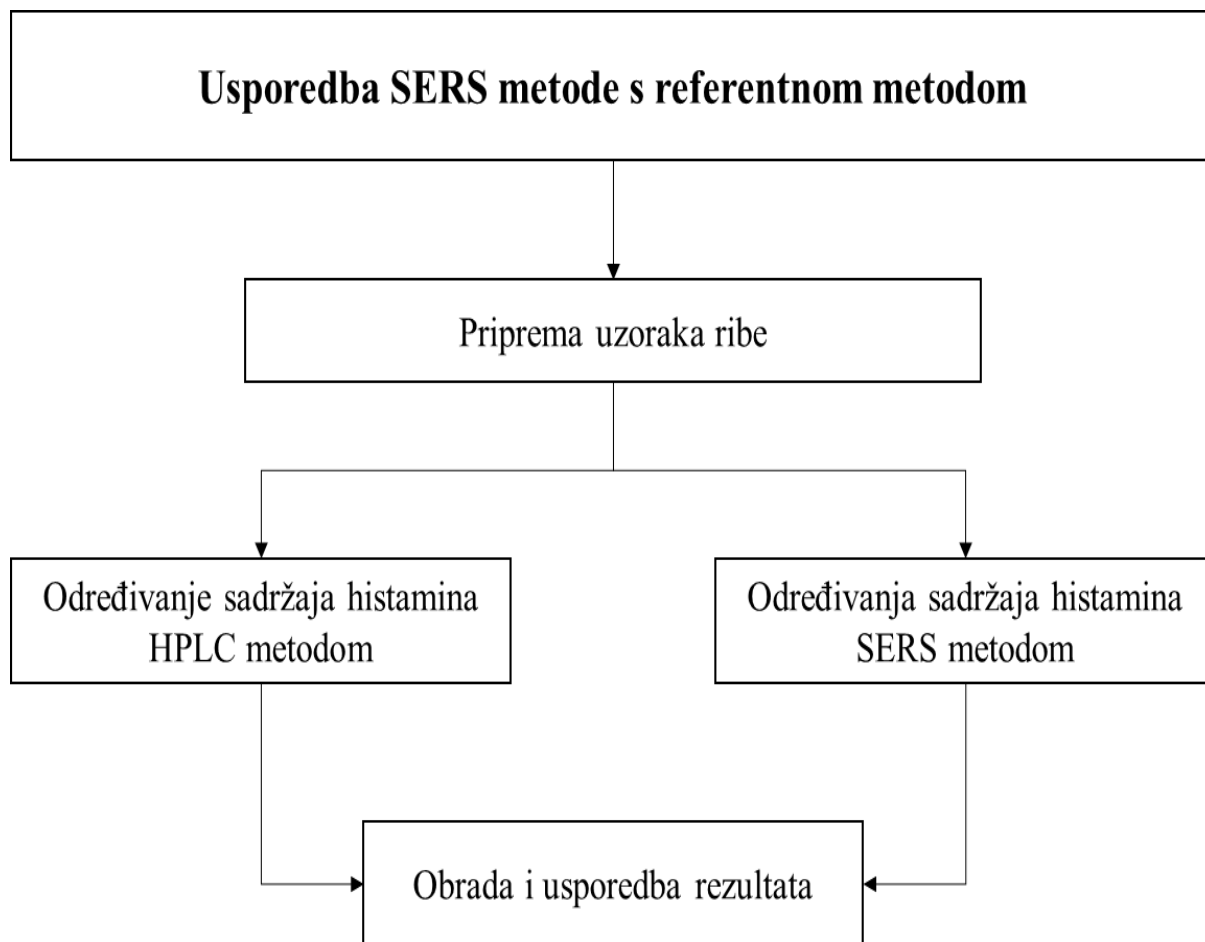 Usporedba SERS metode s referentnom metodom
Priprema uzoraka ribe
Određivanje sadržaja histamina
HPLC metodom
Određivanja sadržaja histamina
SERS metodom
Obrada i usporedba rezultata